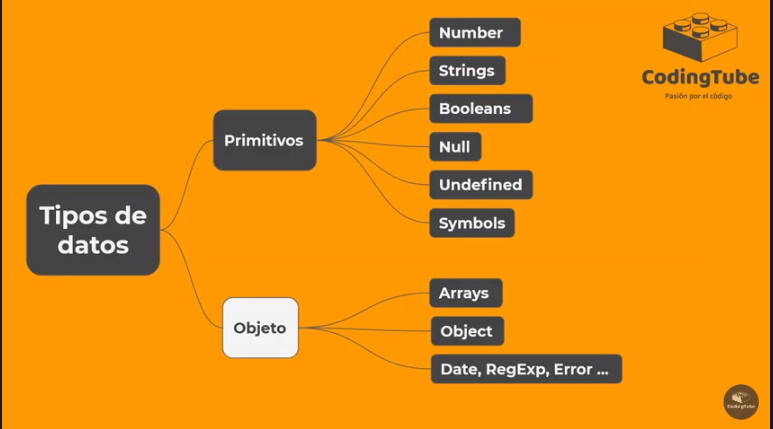 Number
CodingTube
Pasión por el código
Strings
Booleans
Primitivos
Null
Undefined
Tipos de
datos
Symbols
Arrays
Objeto
Object
Date, RegExp, Error ...
CodingTube